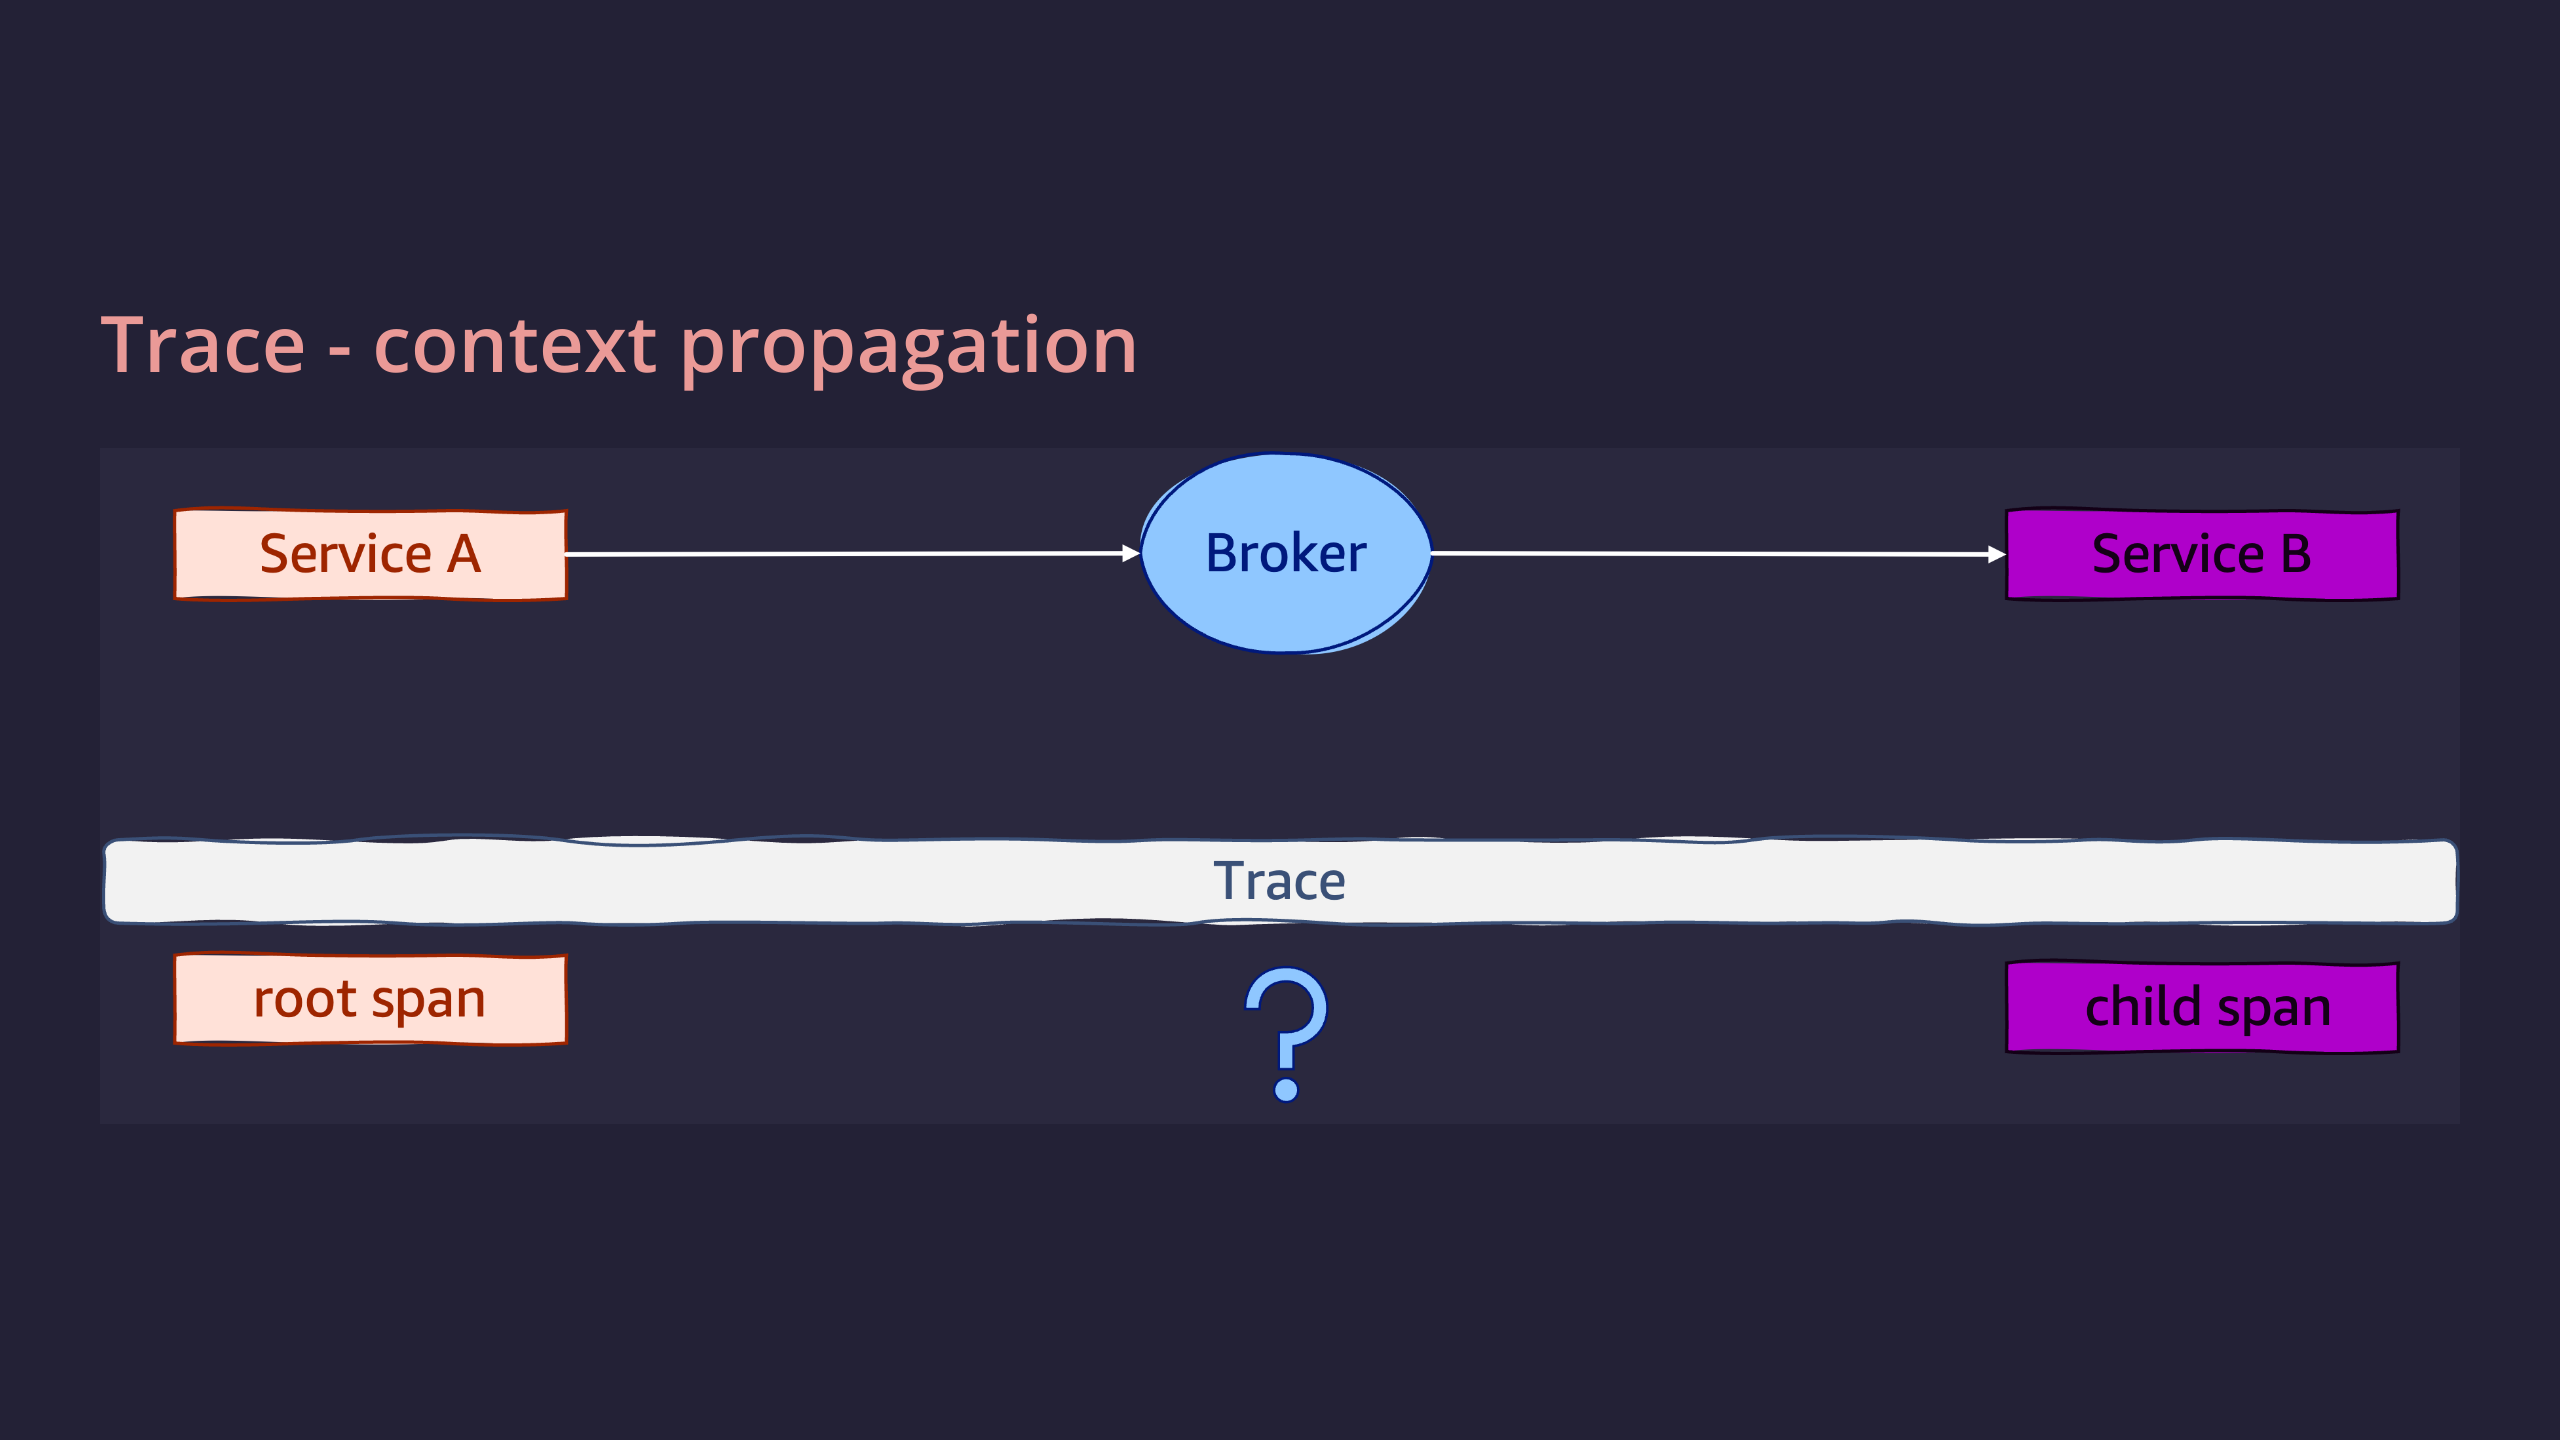 Trace - context propagation
Service A
Broker
Service B
Trace
root span
?
child span